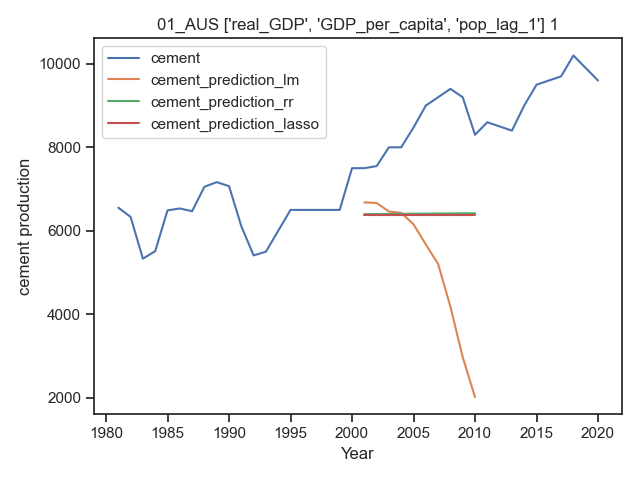 01_AUS ['real_GDP', 'GDP_per_capita', 'pop_lag_1'] 1
cement
cement_prediction_lm
cement_prediction_rr
cement_prediction_lasso
cement production
10000
8000
6000
4000
2000
1980 1985 1990 1995 2000 2005 2010 2015 2020
Year